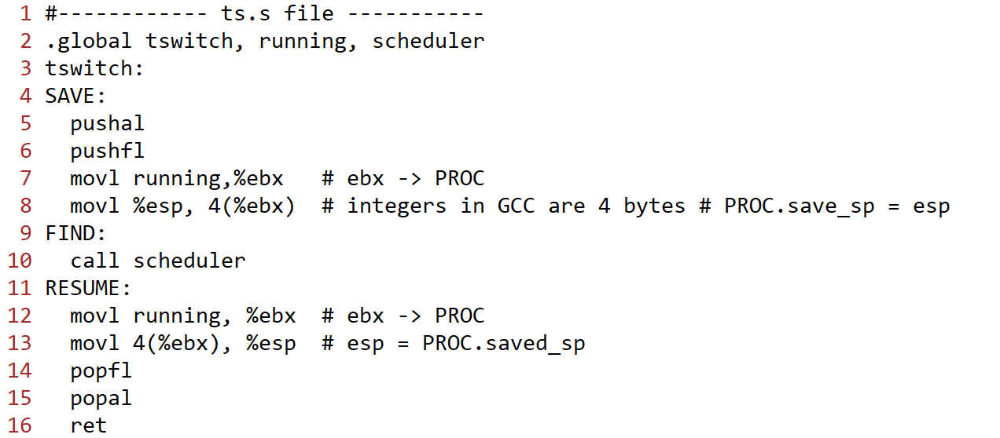 1 #------------ ts.s file -----------
2 .global tswitch, running, scheduler
3 tswitch:
4 SAVE:
5   pushal
6   pushfl
7   movl running,%ebx   # ebx -> PROC
8   movl %esp, 4(%ebx)  # integers in GCC are 4 bytes # PROC.save_sp = esp
9 FIND:
10   call scheduler
11 RESUME:
12   movl running, %ebx  # ebx -> PROC
13   movl 4(%ebx), %esp  # esp = PROC.saved_sp
14   popfl
15   popal
16   ret